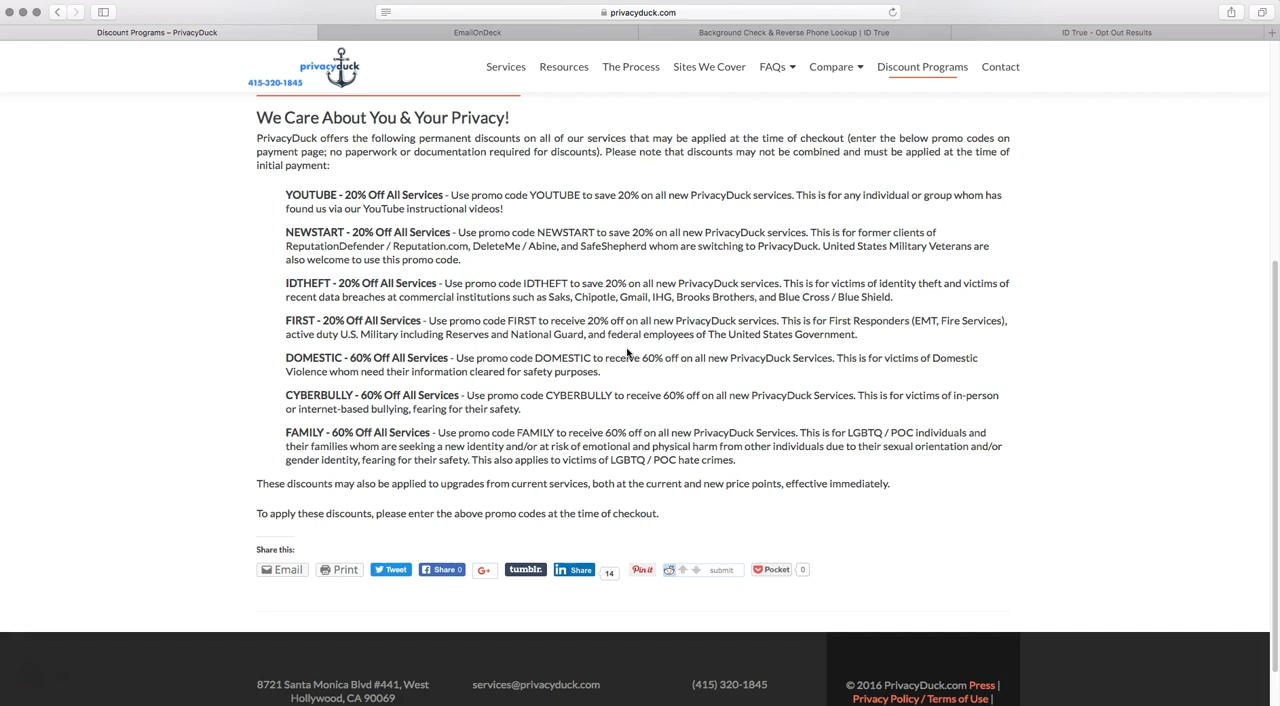 privacyduck.com
Discount Programs – PrivacyDuck
EmailOnDeck
Background Check & Reverse Phone Lookup | ID True
ID True - Opt Out Results
privacyduck
415-320-1845
Services
Resources
The Process
Sites We Cover
FAQs
Compare
Discount Programs
Contact
We Care About You & Your Privacy!
PrivacyDuck offers the following permanent discounts on all of our services that may be applied at the time of checkout (enter the below promo codes on
payment page; no paperwork or documentation required for discounts). Please note that discounts may not be combined and must be applied at the time of
initial payment:
YOUTUBE - 20% Off All Services - Use promo code YOUTUBE to save 20% on all new PrivacyDuck services. This is for any individual or group whom has
found us via our YouTube instructional videos!
NEWSTART - 20% Off All Services - Use promo code NEWSTART to save 20% on all new PrivacyDuck services. This is for former clients of
ReputationDefender / Reputation.com, DeleteMe / Abine, and SafeShepherd whom are switching to PrivacyDuck. United States Military Veterans are
also welcome to use this promo code.
IDTHEFT - 20% Off All Services - Use promo code IDTHEFT to save 20% on all new PrivacyDuck services. This is for victims of identity theft and victims of
recent data breaches at commercial institutions such as Saks, Chipotle, Gmail, IHG, Brooks Brothers, and Blue Cross / Blue Shield.
FIRST - 20% Off All Services - Use promo code FIRST to receive 20% off on all new PrivacyDuck services. This is for First Responders (EMT, Fire Services),
active duty U.S. Military including Reserves and National Guard, and federal employees of The United States Government.
DOMESTIC - 60% Off All Services - Use promo code DOMESTIC to receive 60% off on all new PrivacyDuck Services. This is for victims of Domestic
Violence whom need their information cleared for safety purposes.
CYBERBULLY - 60% Off All Services - Use promo code CYBERBULLY to receive 60% off on all new PrivacyDuck Services. This is for victims of in-person
or internet-based bullying, fearing for their safety.
FAMILY - 60% Off All Services - Use promo code FAMILY to receive 60% off on all new PrivacyDuck Services. This is for LGBTQ / POC individuals and
their families whom are seeking a new identity and/or at risk of emotional and physical harm from other individuals due to their sexual orientation and/or
gender identity, fearing for their safety. This also applies to victims of LGBTQ / POC hate crimes.
These discounts may also be applied to upgrades from current services, both at the current and new price points, effective immediately.
To apply these discounts, please enter the above promo codes at the time of checkout.
Share this:
Email
Print
Tweet
Share 0
G+
tumblr.
in Share
14
Pin it
submit
Pocket
0
8721 Santa Monica Blvd #441, West
Hollywood, CA 90069
services@privacyduck.com
(415) 320-1845
© 2016 PrivacyDuck.com Press |
Privacy Policy / Terms of Use |